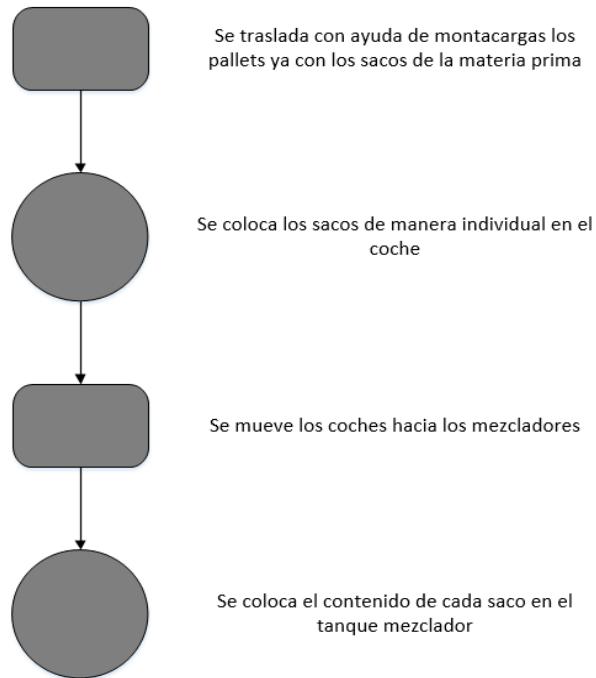 Se traslada con ayuda de montacargas los
pallets ya con los sacos de la materia prima
Se coloca los sacos de manera individual en el
coche
Se mueve los coches hacia los mezcladores
Se coloca el contenido de cada saco en el
tanque mezclador